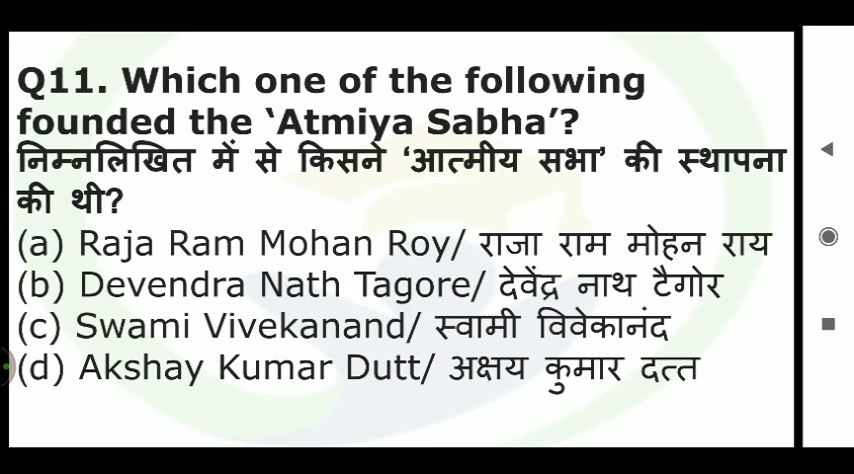 Q11. Which one of the following
founded the ‘Atmiya Sabha’?
निम्नलिखित में से किसने ‘आत्मीय सभा’ की स्थापना
की थी?
(a) Raja Ram Mohan Roy/ राजा राम मोहन राय
(b) Devendra Nath Tagore/ देवेंद्र नाथ टैगोर
(c) Swami Vivekanand/ स्वामी विवेकानंद
(d) Akshay Kumar Dutt/ अक्षय कुमार दत्त